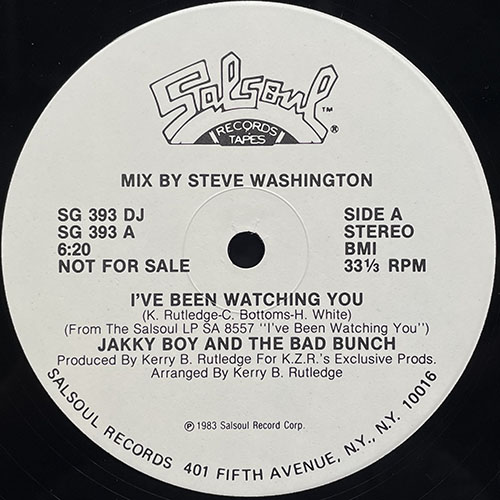 Salsoul™
RECORDS
TAPES®
MIX BY STEVE WASHINGTON
SG 393 DJ
SG 393 A
6:20
NOT FOR SALE
SIDE A
STEREO
BMI
33⅓ RPM
I'VE BEEN WATCHING YOU
(K. Rutledge-C. Bottoms-H. White)
(From The Salsoul LP SA 8557 "I've Been Watching You")
JAKKY BOY AND THE BAD BUNCH
Produced By Kerry B. Rutledge For K.Z.R.'s Exclusive Prods.
Arranged By Kerry B. Rutledge
℗ 1983 Salsoul Record Corp.
SALSOUL RECORDS 401 FIFTH AVENUE, N.Y., N.Y. 10016